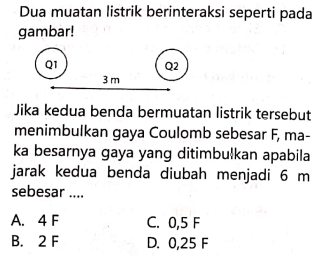 Dua muatan listrik berinteraksi seperti pada
gambar!
Q1 Q2
3 m
Jika kedua benda bermuatan listrik tersebut
menimbulkan gaya Coulomb sebesar F, ma-
ka besarnya gaya yang ditimbulkan apabila
jarak kedua benda diubah menjadi 6 m
sebesar ....
A. 4 F C. 0,5 F
B. 2 F D. 0,25 F